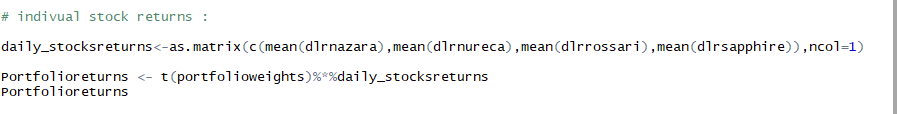 # indivual stock returns :
daily_stocksreturns<-as.matrix(c(mean(dlrnazara),mean(dlrnureca),mean(dlrrossari),mean(dlrsapphire)),ncol=1)
Portfolioreturns <- t(portfolioweights)%*%daily_stocksreturns
Portfolioreturns